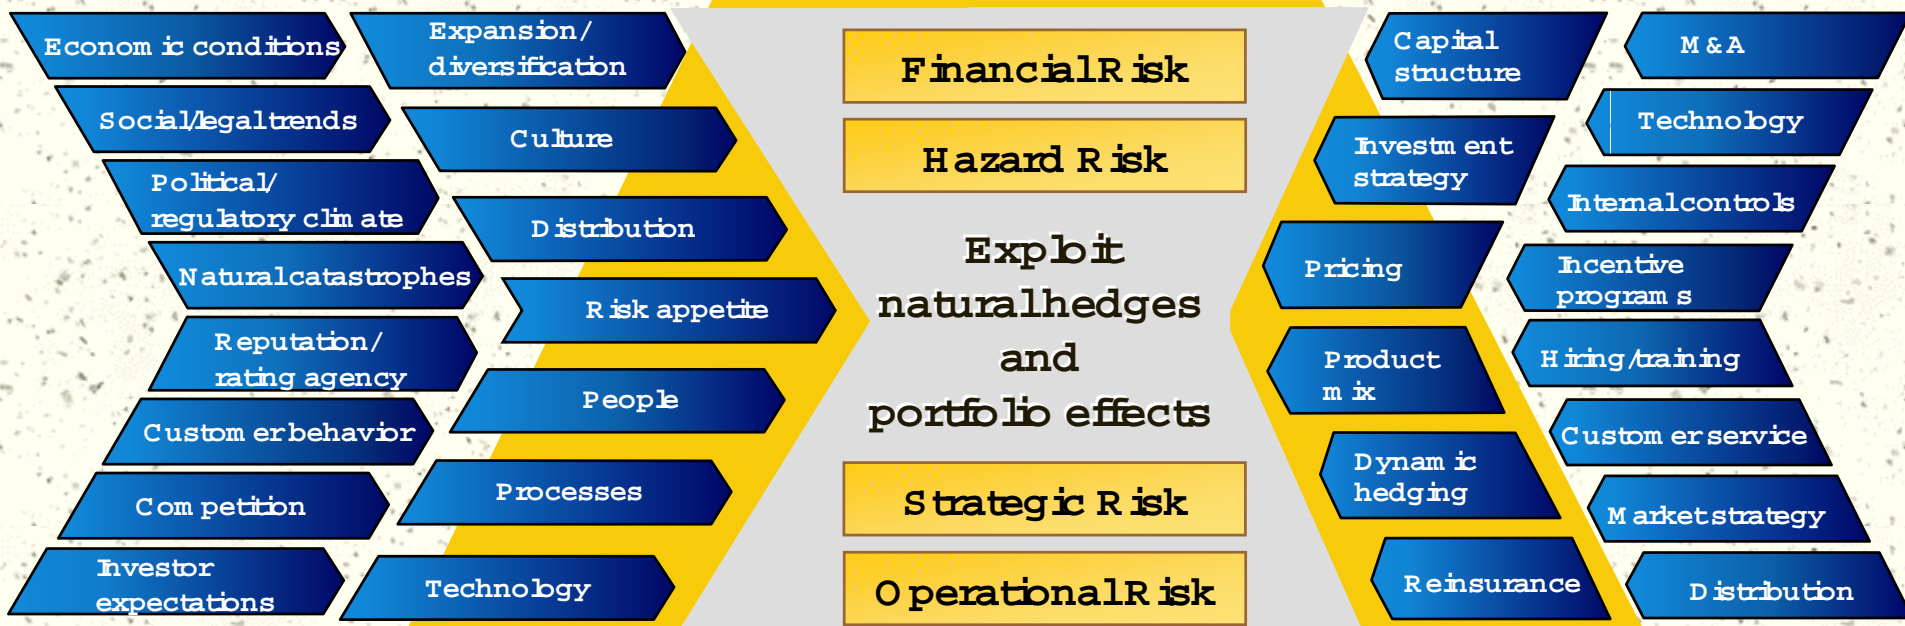 Economic conditions
Social/legal trends
Political/
regulatory climate
Natural catastrophes
Reputation/
rating agency
Customer behavior
Competition
Investor
expectations
Expansion/
diversification
Culture
Distribution
Risk appetite
People
Processes
Technology
Financial Risk
Hazard Risk
Exploit
natural hedges
and
portfolio effects
Strategic Risk
Operational Risk
Capital
structure
Investment
strategy
Pricing
Product
mix
Dynamic
hedging
Reinsurance
M & A
Technology
Internal controls
Incentive
programs
Hiring/training
Customer service
Market strategy
Distribution